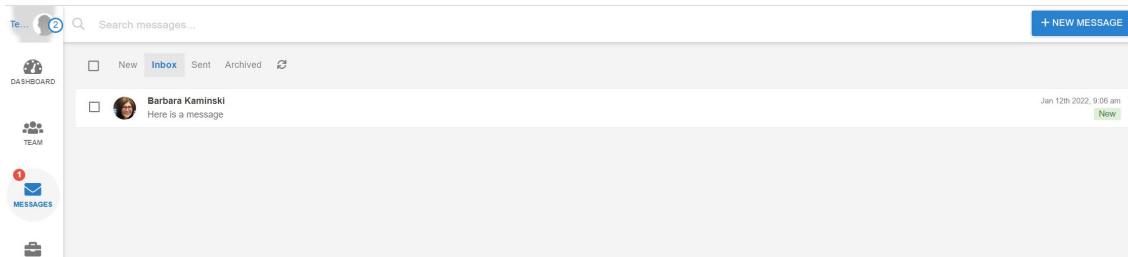 Te... 2
Search messages...
+ NEW MESSAGE
DASHBOARD
New Inbox Sent Archived
Barbara Kaminski
Here is a message
Jan 12th 2022, 9:06 am
New
TEAM
1
MESSAGES